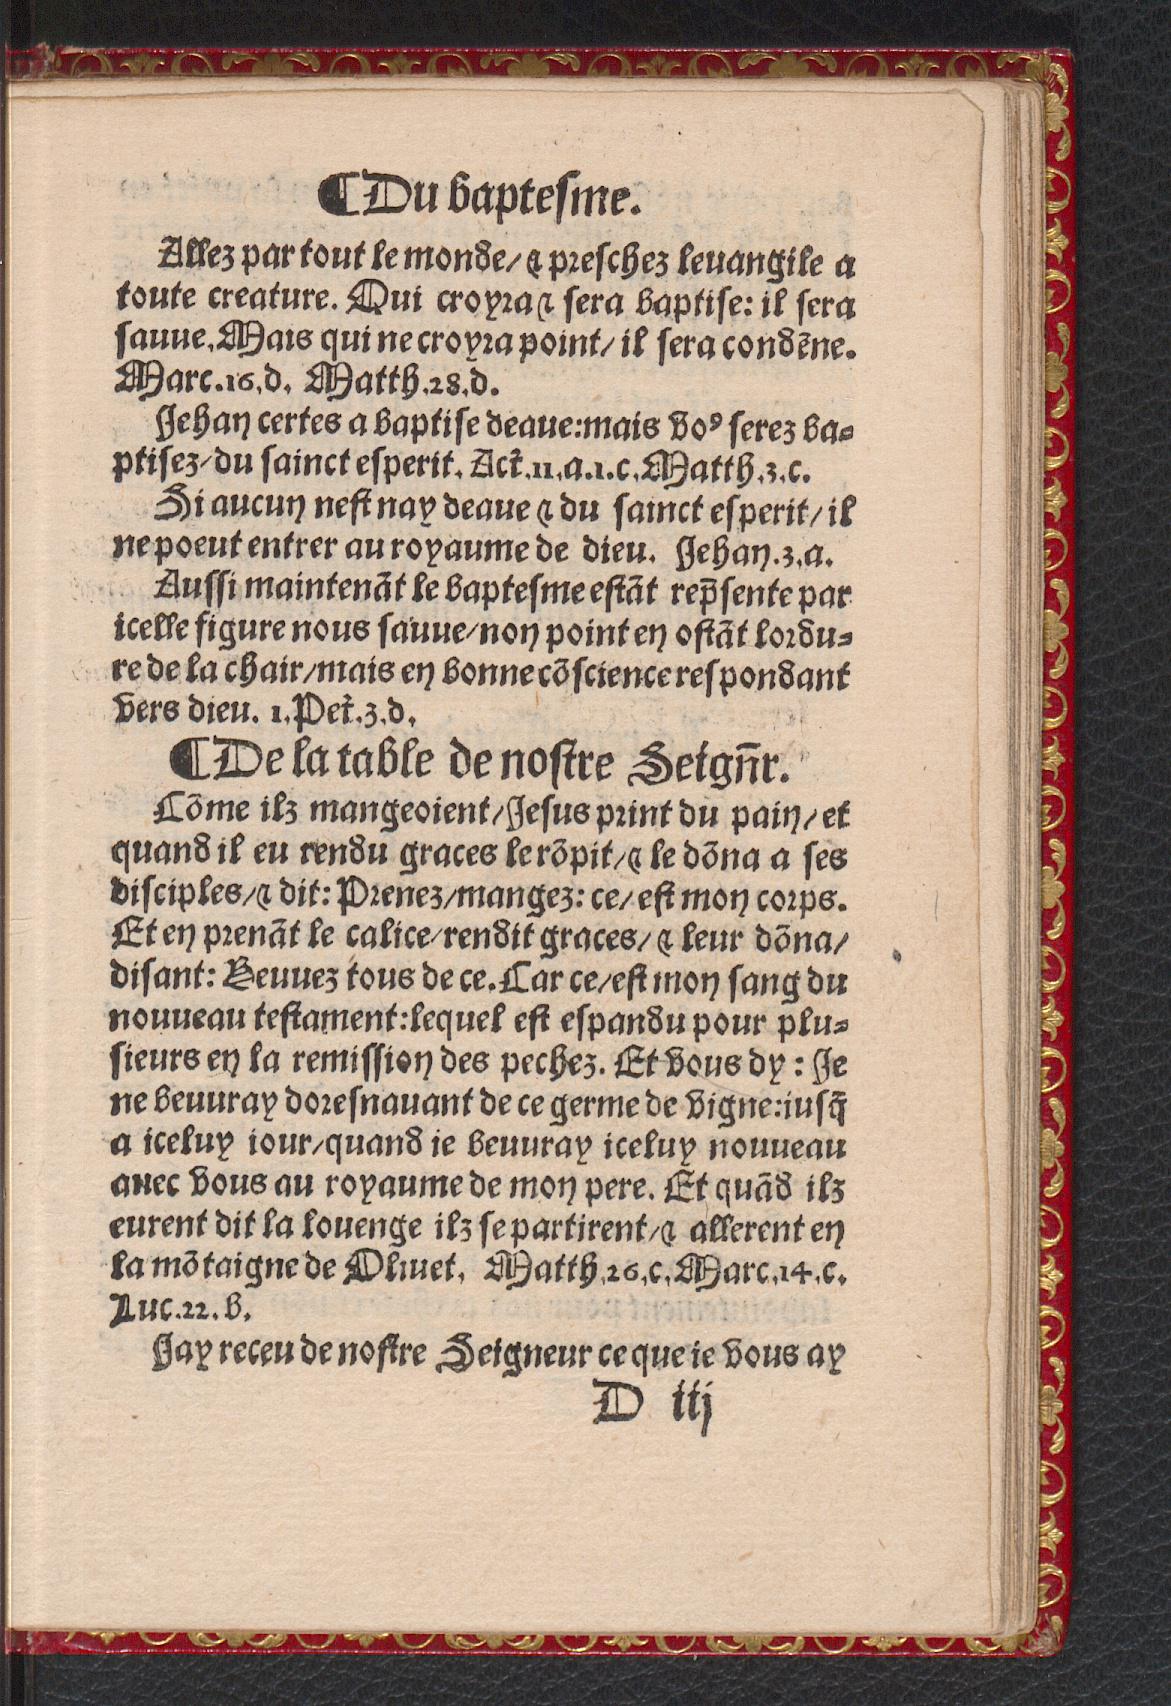 ¶ Du baptesme.
Allez par tout le monde/ ⁊ preschez leuangile a
toute creature. Qui croyra ⁊ sera baptise: il sera
sauue. Mais qui ne croyra point/ il sera condēne.
Marc.16.d. Matth.28.d.
Jehan certes a baptise deaue:mais voꝰ serez ba⸗
ptisez/du sainct esperit. Act̃.11.a.1.c. Matth.3.c.
Si aucun nest nay deaue ⁊ du sainct esperit/ il
ne poeut entrer au royaume de dieu. Jehan.3.a.
Aussi maintenāt le baptesme estāt rep̄sente par
icelle figure nous sauue/non point en ostāt lordu⸗
re de la chair/mais en bonne cōscience respondant
vers dieu. 1.Pet̃.3.d.
¶ De la table de nostre Seign̄r.
Cōme ilz mangeoient/Jesus print du pain/ et
quand il eu rendu graces le rōpit/⁊ le dōna a ses
disciples/⁊ dit: Prenez/mangez: ce/ est mon corps.
Et en prenāt le calice/rendit graces/⁊ leur dōna/
disant: Beuuez tous de ce. Car ce/est mon sang du
nouueau testament:lequel est espandu pour plu⸗
sieurs en la remission des pechez. Et vous dy : Je
ne beuuray doresnauant de ce germe de vigne:iusq̄
a iceluy iour/quand ie beuuray iceluy nouueau
auec vous au royaume de mon pere. Et quād ilz
eurent dit la louenge ilz se partirent/⁊ allerent en
la mōtaigne de Oliuet. Matth.26.c. Marc.14.c.
Luc.22.b.
Jay receu de nostre Seigneur ce que ie vous ay
D iij